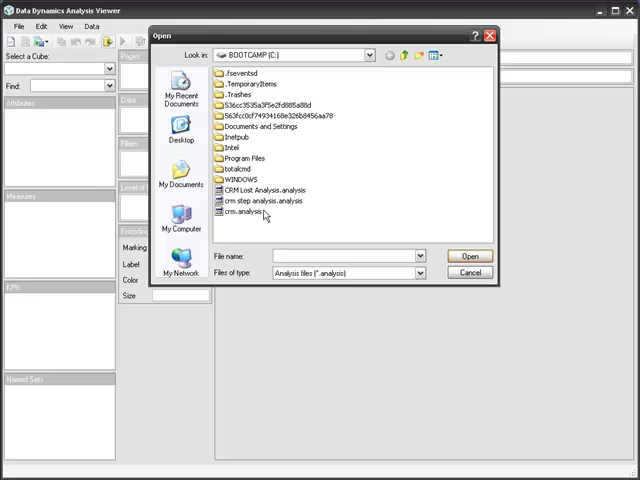 Data Dynamics Analysis Viewer
File Edit View Data
Select a Cube:
Find:
Attributes
Measures
KPIs
Named Sets
Pages
Data
Filters
Level of
Encoding
Marking
Label
Color
Size
Open
Look in: BOOTCAMP (C:)
My Recent Documents
Desktop
My Documents
My Computer
My Network
.fseventsd
.TemporaryItems
.Trashes
536cc3535a3f5e2fd885a88d
563fcc0cf74934168e326b8456aa78
Documents and Settings
Inetpub
Intel
Program Files
totalcmd
WINDOWS
CRM Lost Analysis.analysis
crm step analysis.analysis
crm.analysis
File name:
Open
Files of type: Analysis files (*.analysis)
Cancel